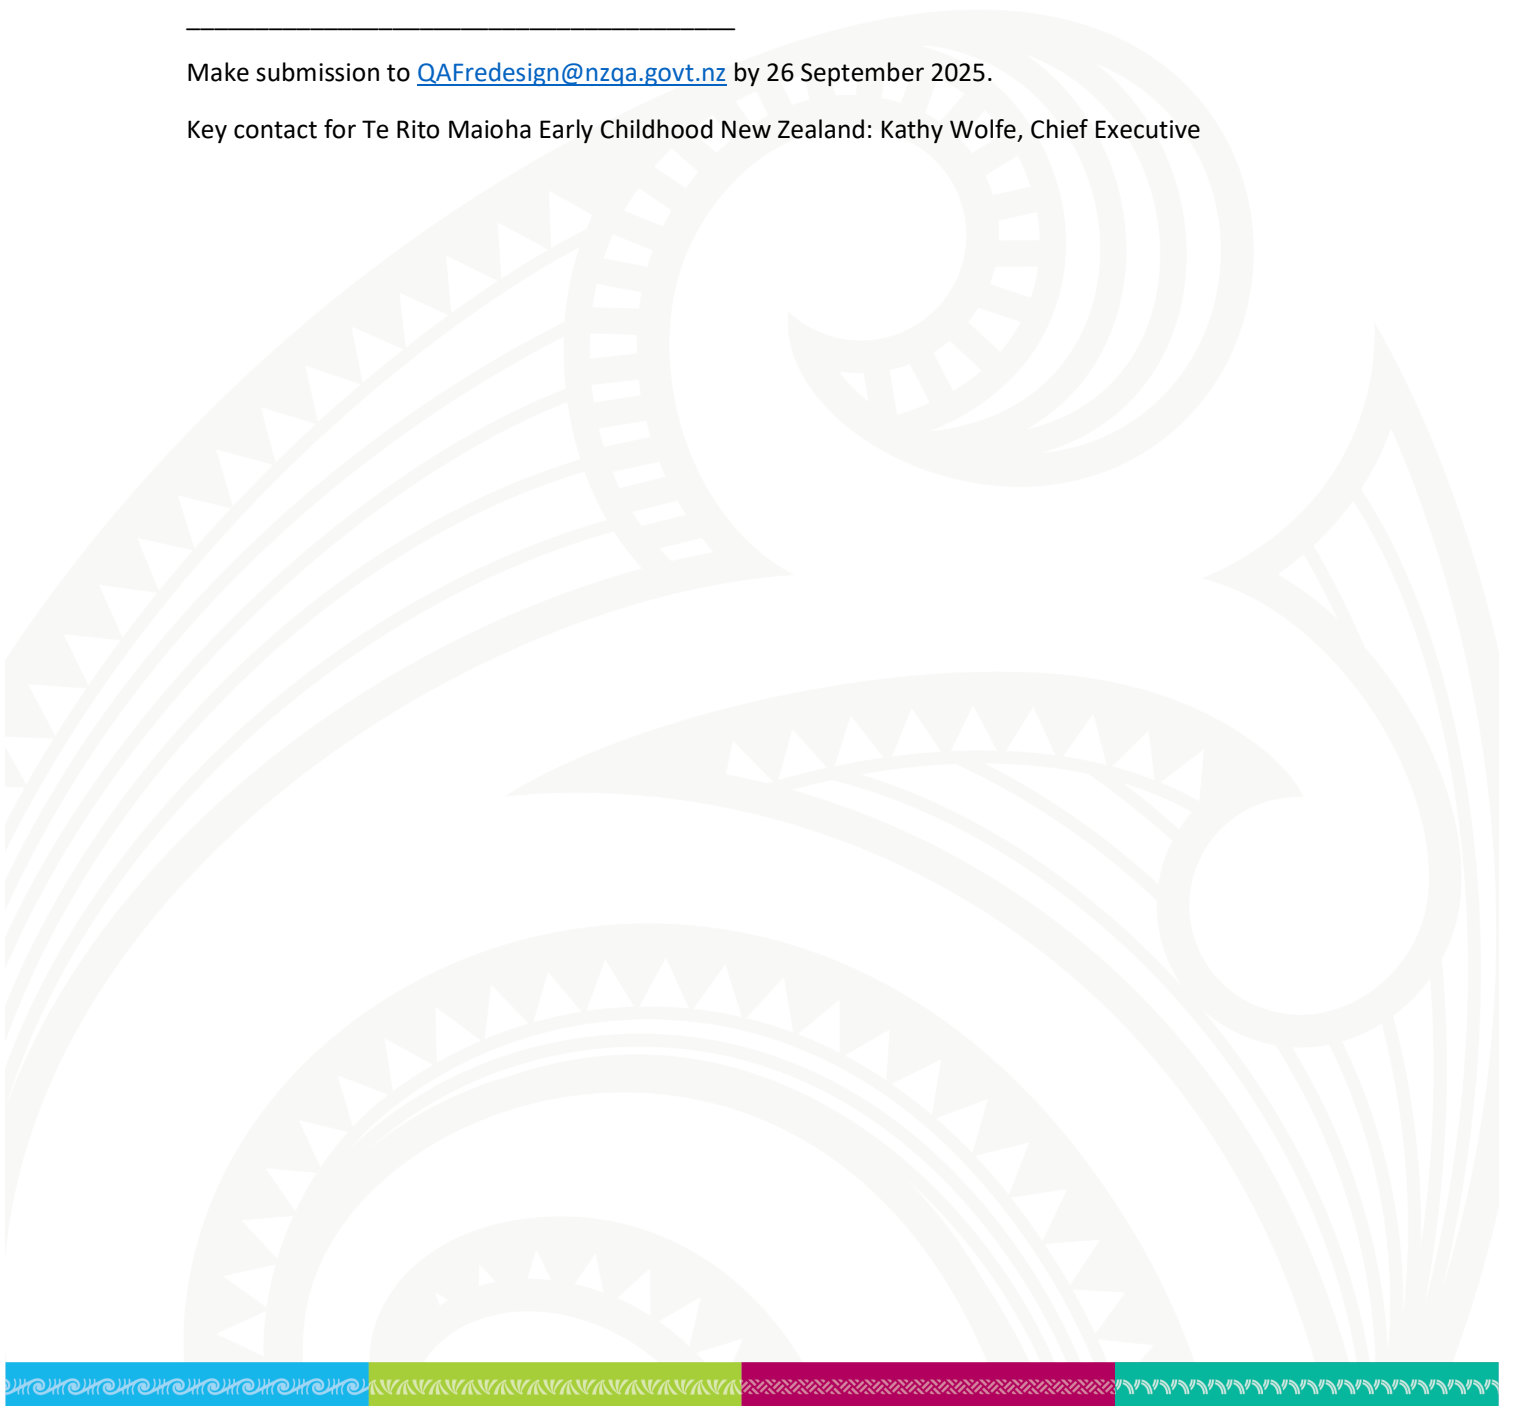 Make submission to QAFredesign@nzqa.govt.nz by 26 September 2025.
Key contact for Te Rito Maioha Early Childhood New Zealand: Kathy Wolfe, Chief Executive